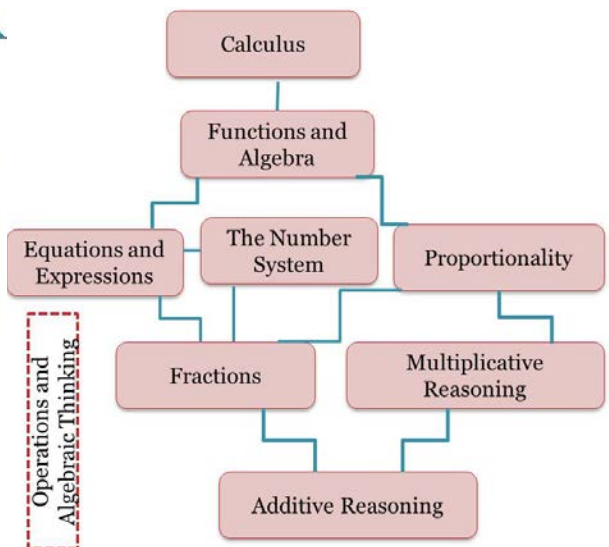 Calculus
Functions and
Algebra
Equations and
Expressions
The Number
System
Proportionality
Fractions
Multiplicative
Reasoning
Operations and
Algebraic Thinking
Additive Reasoning